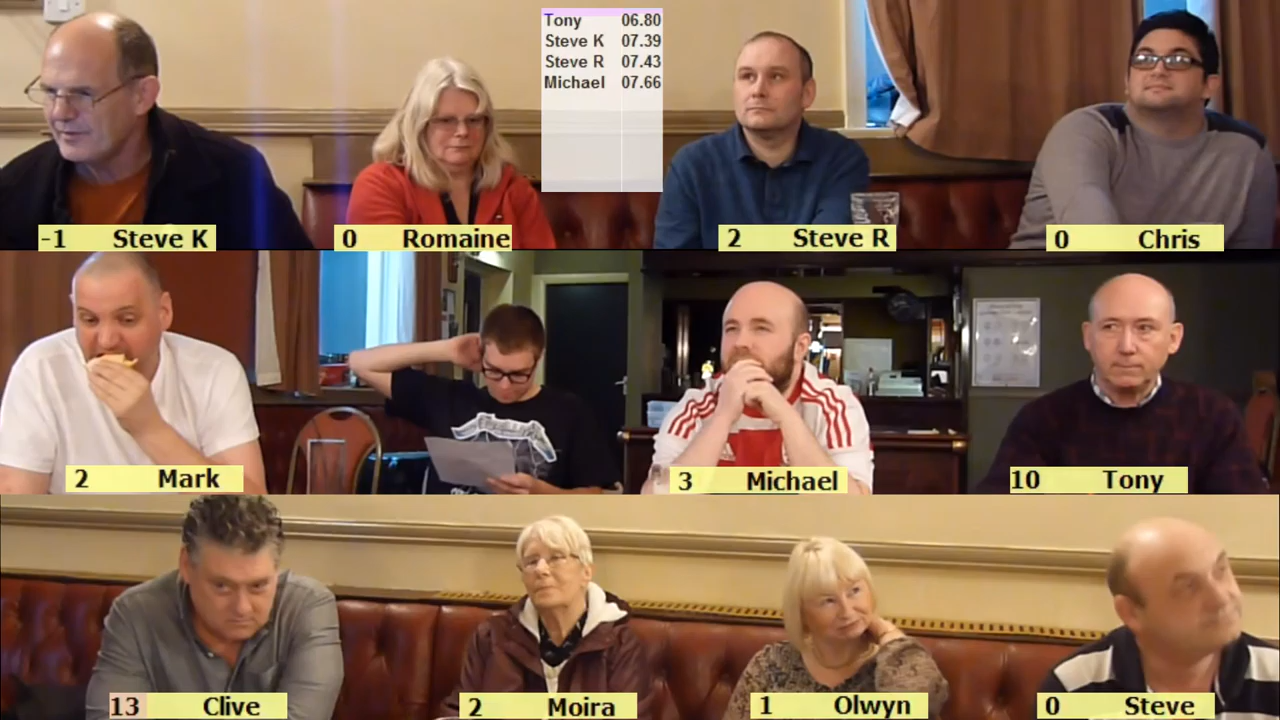 Tony 06.80
Steve K 07.39
Steve R 07.43
Michael 07.66
-1 Steve K
0 Romaine
2 Steve R
0 Chris
2 Mark
3 Michael
10 Tony
13 Clive
2 Moira
1 Olwyn
0 Steve